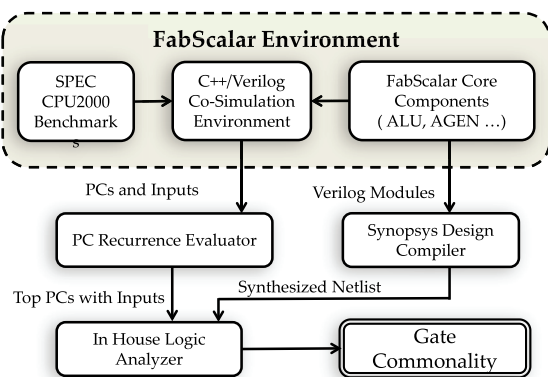 FabScalar Environment
SPEC
CPU2000
Benchmark
s
C++/Verilog
Co-Simulation
Environment
FabScalar Core
Components
( ALU, AGEN ...)
PCs and Inputs
Verilog Modules
PC Recurrence Evaluator
Synopsys Design
Compiler
Top PCs with Inputs
Synthesized Netlist
In House Logic
Analyzer
Gate
Commonality